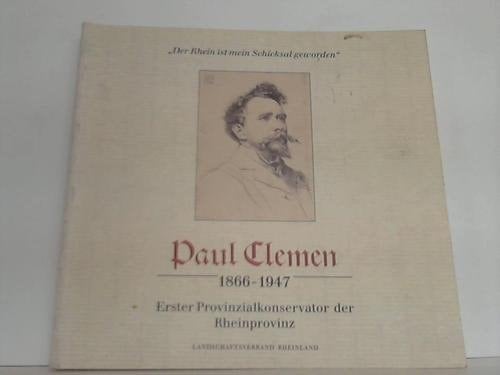 „Der Rhein ist mein Schicksal geworden“
Paul Clemen
1866-1947
Erster Provinzialkonservator der
Rheinprovinz
LANDSCHAFTSVERBAND RHEINLAND